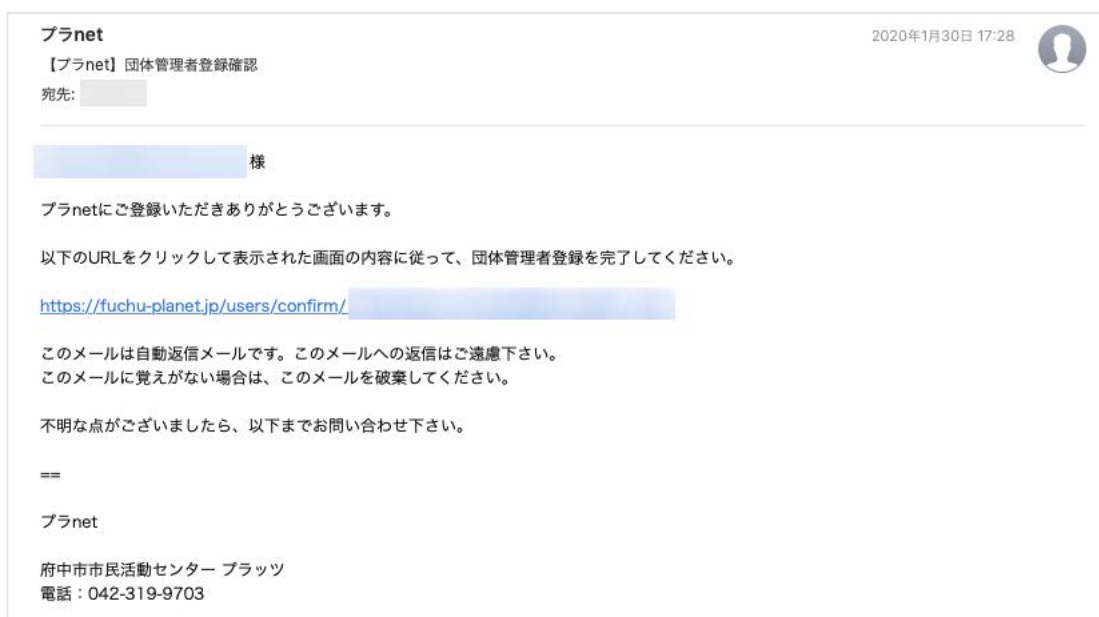 プラnet
2020年1月30日 17:28
【プラnet】団体管理者登録確認
宛先:
様
プラnetにご登録いただきありがとうございます。
以下のURLをクリックして表示された画面の内容に従って、団体管理者登録を完了してください。
https://fuchu-planet.jp/users/confirm/
このメールは自動返信メールです。このメールへの返信はご遠慮下さい。
このメールに覚えがない場合は、このメールを破棄してください。
不明な点がございましたら、以下までお問い合わせ下さい。
==
プラnet
府中市市民活動センター プラッツ
電話：042-319-9703